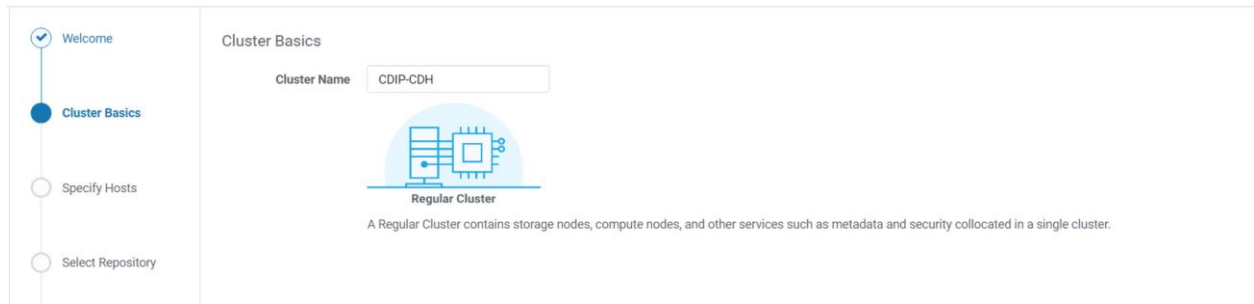 Welcome
Cluster Basics
Specify Hosts
Select Repository
Cluster Basics
Cluster Name CDIP-CDH
Regular Cluster
A Regular Cluster contains storage nodes, compute nodes, and other services such as metadata and security collocated in a single cluster.